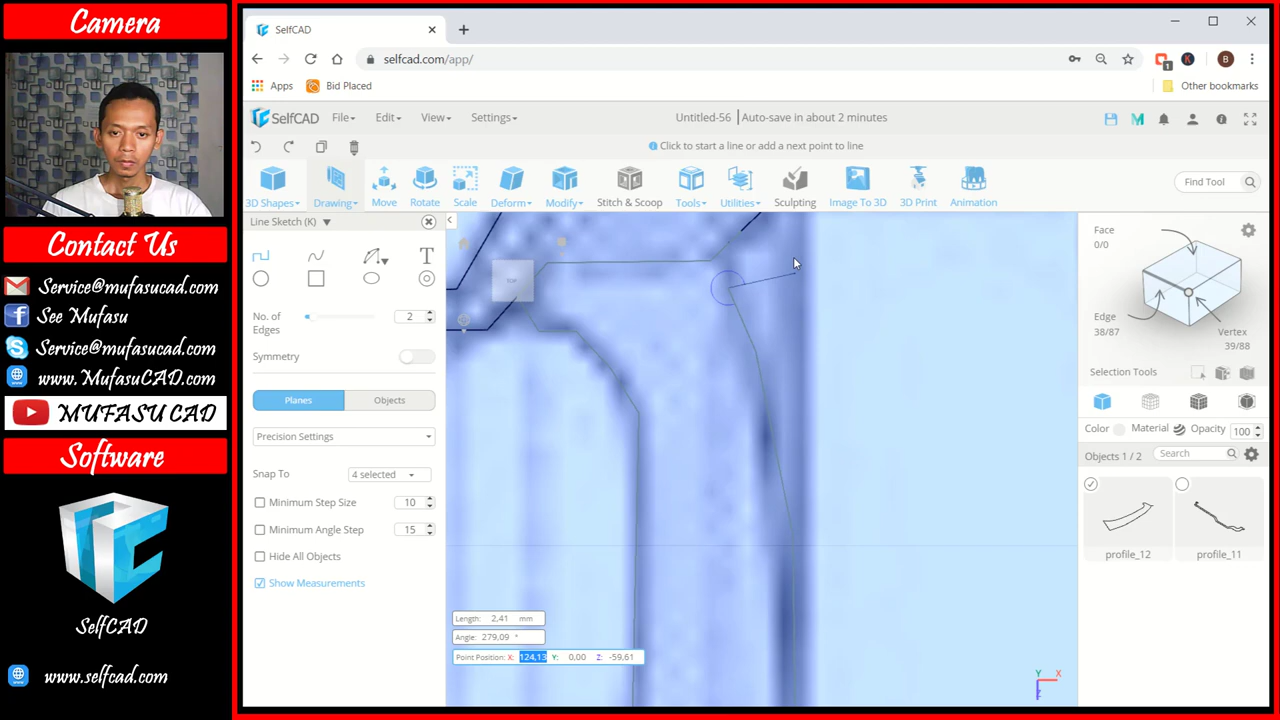 Camera
Contact Us
Service@mufasucad.com
See Mufasu
Service@mufasucad.com
www.MufasuCAD.com
MUFASU CAD
Software
SelfCAD
www.selfcad.com
SelfCAD
selfcad.com/app/
B
1
K
Apps
Bid Placed
Other bookmarks
SelfCAD
File
Edit
View
Settings
Untitled-56
Auto-save in about 2 minutes
Click to start a line or add a next point to line
3D Shapes
Drawing
Move
Rotate
Scale
Deform
Modify
Stitch & Scoop
Tools
Utilities
Sculpting
Image To 3D
3D Print
Animation
Find Tool
Line Sketch (K)
T
No. of
Edges
2
Symmetry
Planes
Objects
Precision Settings
Snap To
4 selected
Minimum Step Size
10
Minimum Angle Step
15
Hide All Objects
Show Measurements
TOP
Length: 2,41 mm
Angle: 279,09 °
Point Position: X: 124,13 Y: 0,00 Z: -59,61
Y
X
Z
Face
0/0
Edge
38/87
Vertex
39/88
Selection Tools
Color
Material
Opacity
100
Objects 1 / 2
Search
profile_12
profile_11